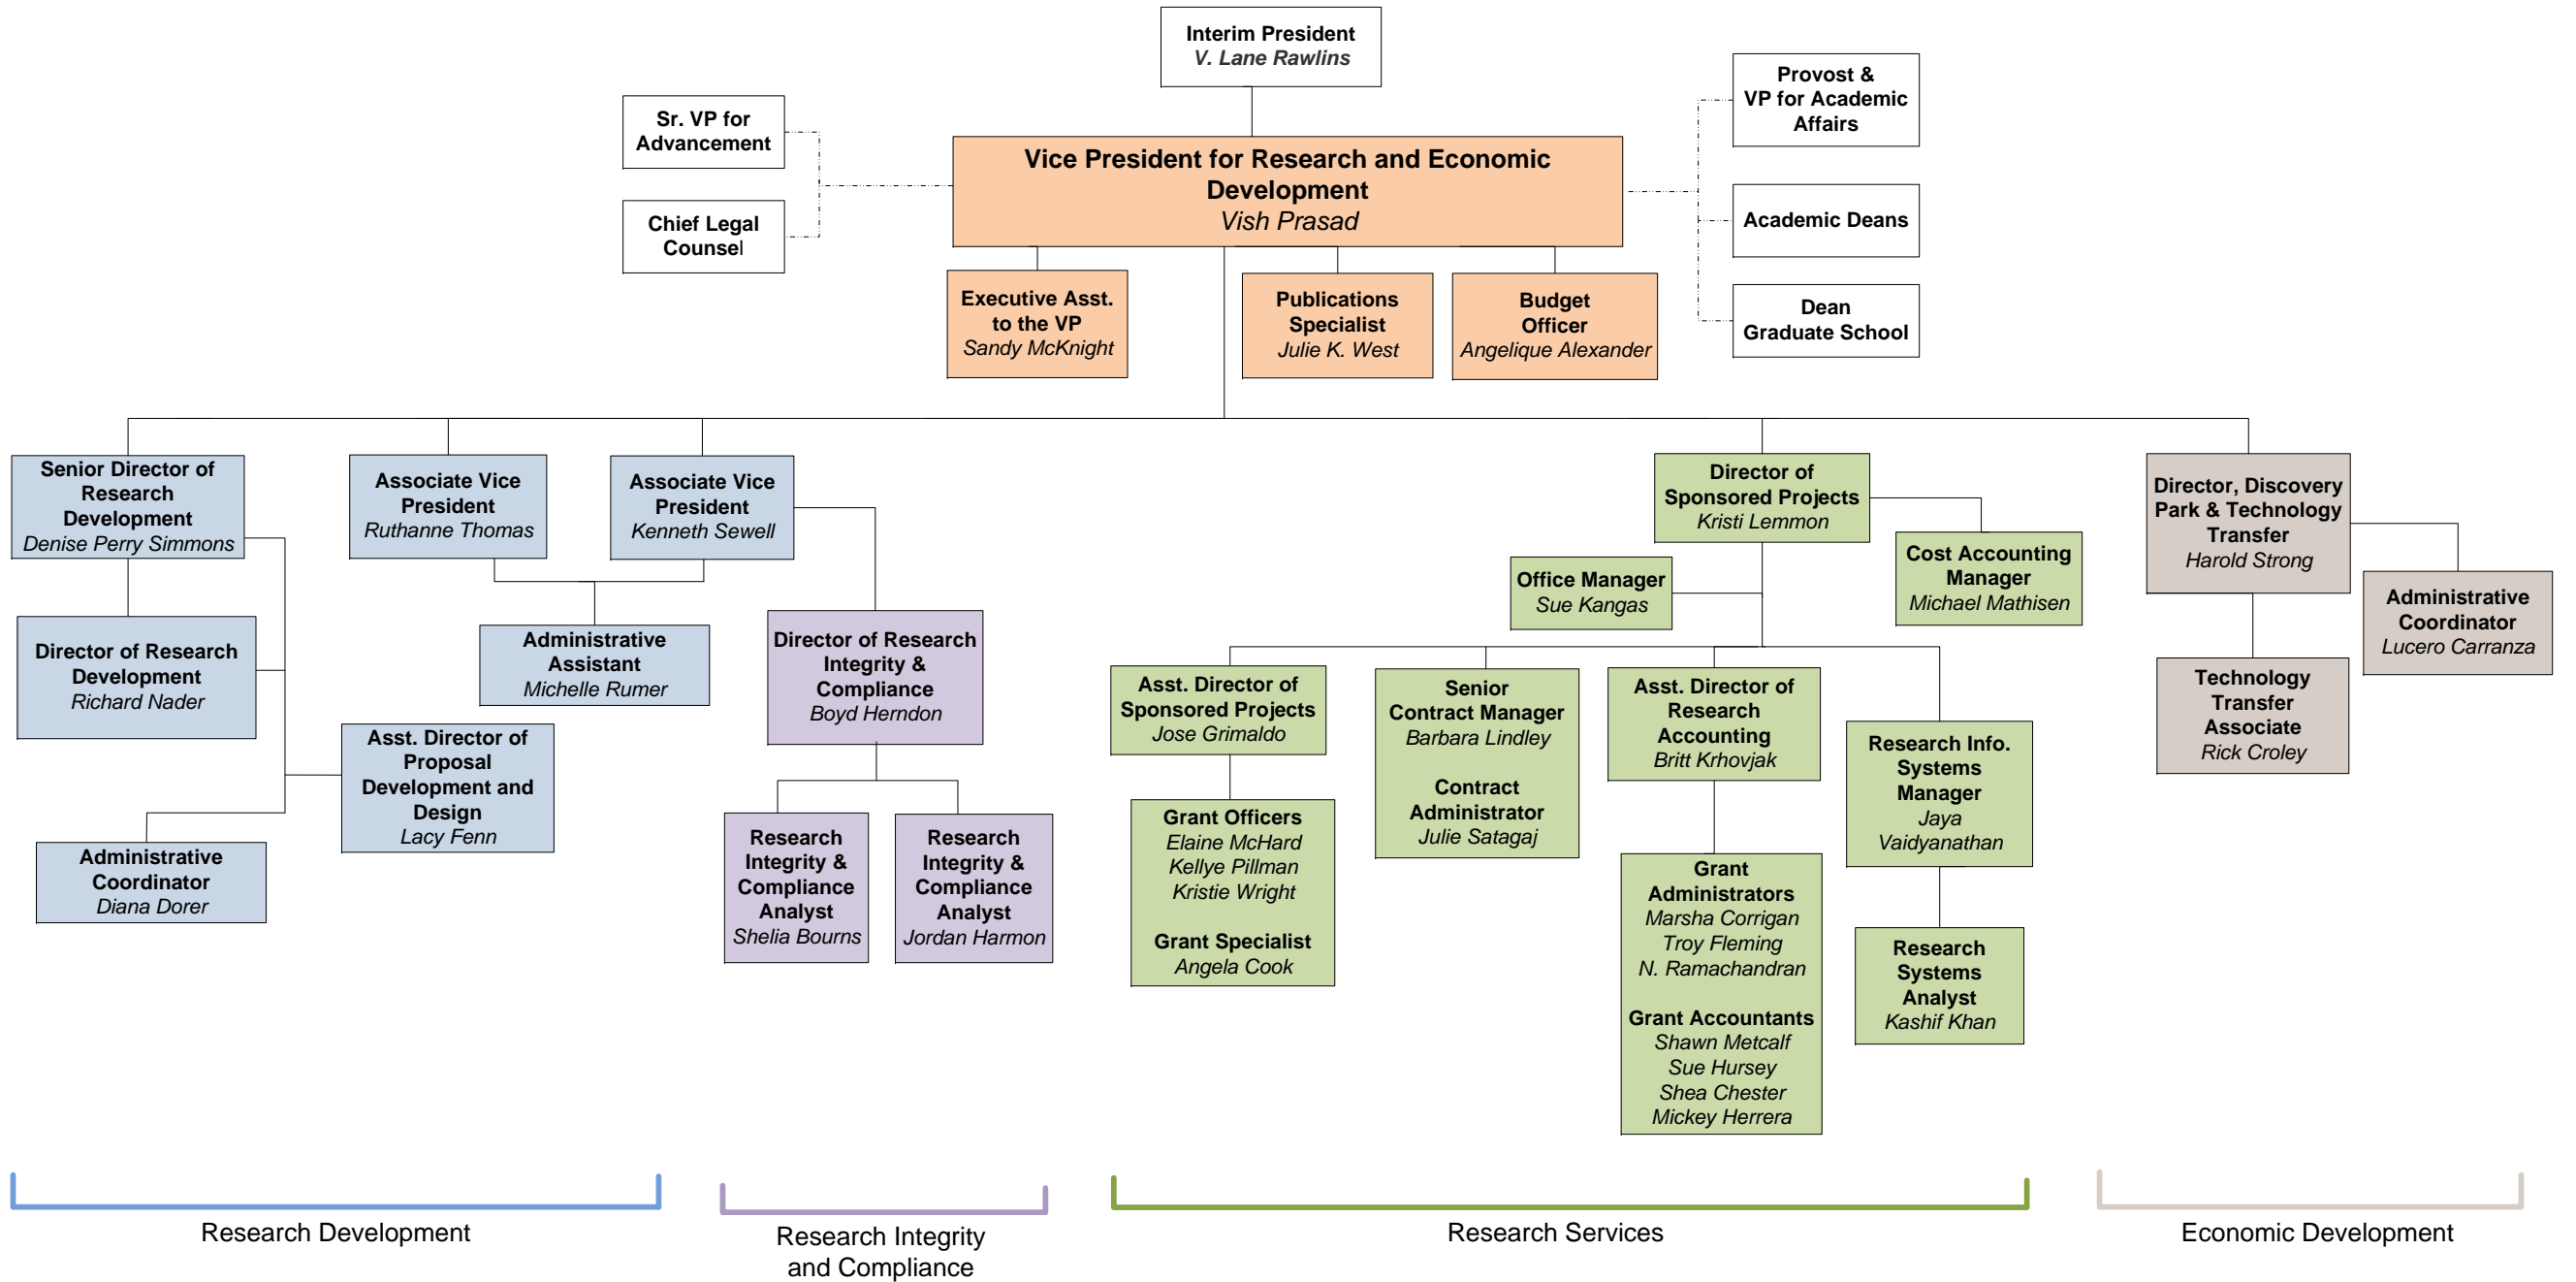 Interim President
V. Lane Rawlins
Sr. VP for
Advancement
Chief Legal
Counsel
Provost &
VP for Academic
Affairs
Academic Deans
Dean
Graduate School
Vice President for Research and Economic
Development
Vish Prasad
Executive Asst.
to the VP
Sandy McKnight
Publications
Specialist
Julie K. West
Budget
Officer
Angelique Alexander
Senior Director of
Research
Development
Denise Perry Simmons
Associate Vice
President
Ruthanne Thomas
Associate Vice
President
Kenneth Sewell
Director of
Sponsored Projects
Kristi Lemmon
Director, Discovery
Park & Technology
Transfer
Harold Strong
Office Manager
Sue Kangas
Cost Accounting
Manager
Michael Mathisen
Administrative
Coordinator
Lucero Carranza
Director of Research
Development
Richard Nader
Administrative
Assistant
Michelle Rumer
Director of Research
Integrity &
Compliance
Boyd Herndon
Asst. Director of
Sponsored Projects
Jose Grimaldo
Senior
Contract Manager
Barbara Lindley
Contract
Administrator
Julie Satagaj
Asst. Director of
Research
Accounting
Britt Krhovjak
Research Info.
Systems
Manager
Jaya
Vaidyanathan
Technology
Transfer
Associate
Rick Croley
Asst. Director of
Proposal
Development and
Design
Lacy Fenn
Administrative
Coordinator
Diana Dorer
Research
Integrity &
Compliance
Analyst
Shelia Bourns
Research
Integrity &
Compliance
Analyst
Jordan Harmon
Grant Officers
Elaine McHard
Kellye Pillman
Kristie Wright
Grant Specialist
Angela Cook
Grant
Administrators
Marsha Corrigan
Troy Fleming
N. Ramachandran
Grant Accountants
Shawn Metcalf
Sue Hursey
Shea Chester
Mickey Herrera
Research
Systems
Analyst
Kashif Khan
Research Development
Research Integrity
and Compliance
Research Services
Economic Development